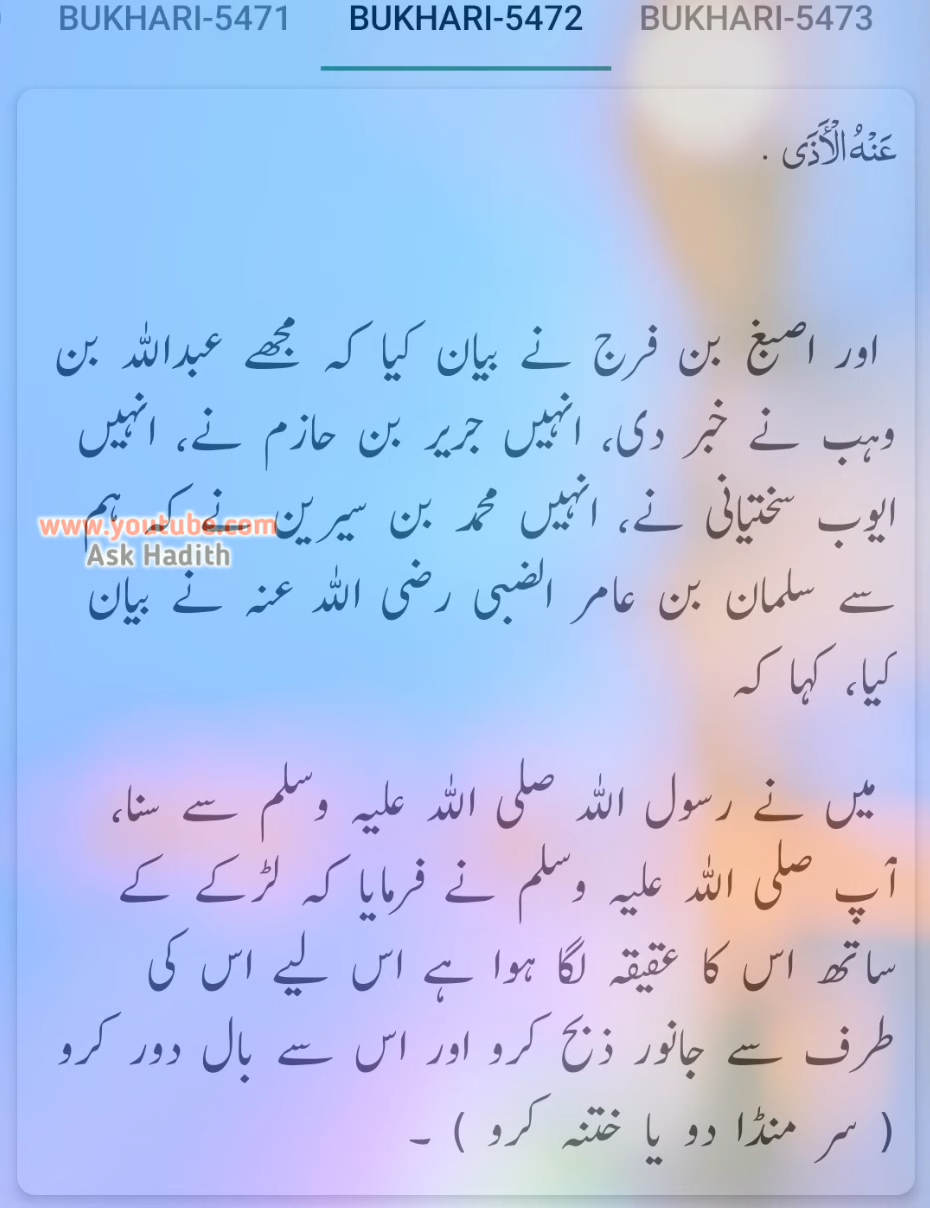 BUKHARI-5471 BUKHARI-5472 BUKHARI-5473
عَنْهُ الْأَذَى .
اور اصبغ بن فرج نے بیان کیا کہ مجھے عبداللہ بن
وہب نے خبر دی، انہیں جریر بن حازم نے، انہیں
ایوب سختیانی نے، انہیں محمد بن سیرین نے کہ ہم
www.youtube.com
Ask Hadith
سے سلمان بن عامر الضبی رضی اللہ عنہ نے بیان
کیا، کہا کہ
میں نے رسول اللہ صلی اللہ علیہ وسلم سے سنا،
آپ صلی اللہ علیہ وسلم نے فرمایا کہ لڑکے کے
ساتھ اس کا عقیقہ لگا ہوا ہے اس لیے اس کی
طرف سے جانور ذبح کرو اور اس سے بال دور کرو
( سر منڈا دو یا ختنہ کرو ) ۔